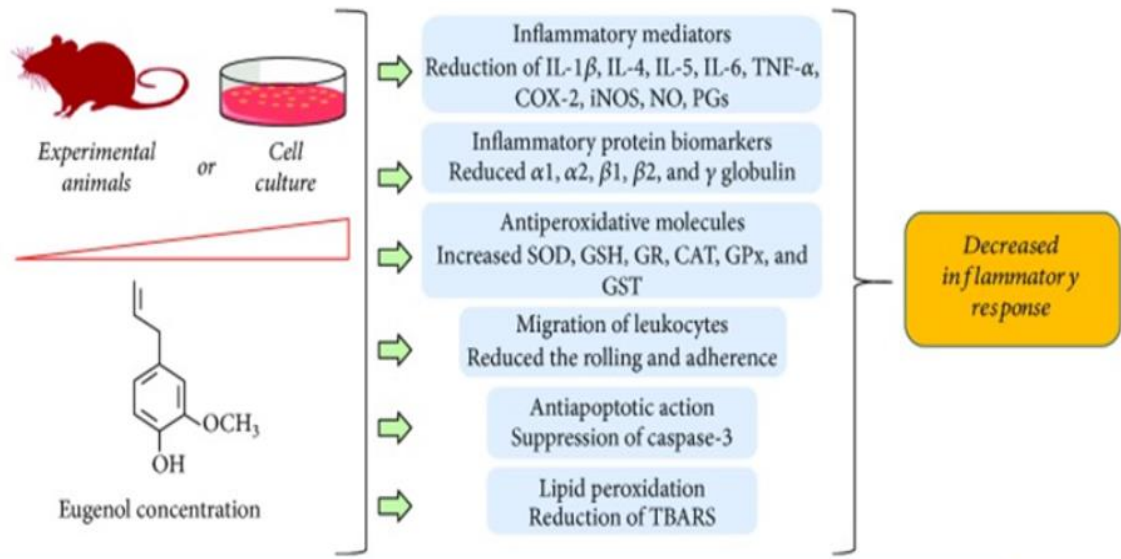 Experimental
animals
or
Cell
culture
OCH₃
OH
Eugenol concentration
Inflammatory mediators
Reduction of IL-1β, IL-4, IL-5, IL-6, TNF-α,
COX-2, iNOS, NO, PGs
Inflammatory protein biomarkers
Reduced α1, α2, β1, β2, and γ globulin
Antiperoxidative molecules
Increased SOD, GSH, GR, CAT, GPx, and
GST
Migration of leukocytes
Reduced the rolling and adherence
Antiapoptotic action
Suppression of caspase-3
Lipid peroxidation
Reduction of TBARS
Decreased
inflammatory
response